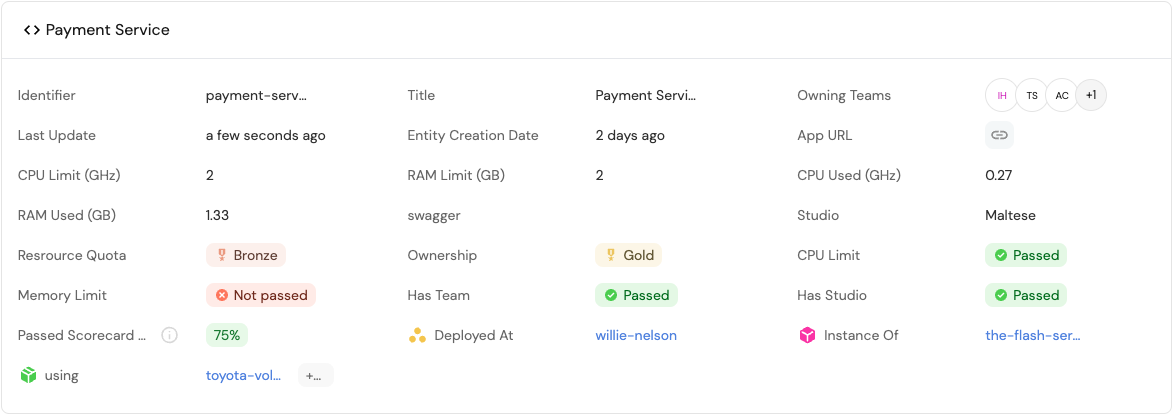 Payment Service
Identifier payment-serv... Title Payment Servi... Owning Teams IH TS AC +1
Last Update a few seconds ago Entity Creation Date 2 days ago App URL
CPU Limit (GHz) 2 RAM Limit (GB) 2 CPU Used (GHz) 0.27
RAM Used (GB) 1.33 swagger Studio Maltese
Resrource Quota Bronze Ownership Gold CPU Limit Passed
Memory Limit Not passed Has Team Passed Has Studio Passed
Passed Scorecard ... 75% Deployed At willie-nelson Instance Of the-flash-ser...
using toyota-vol... +...